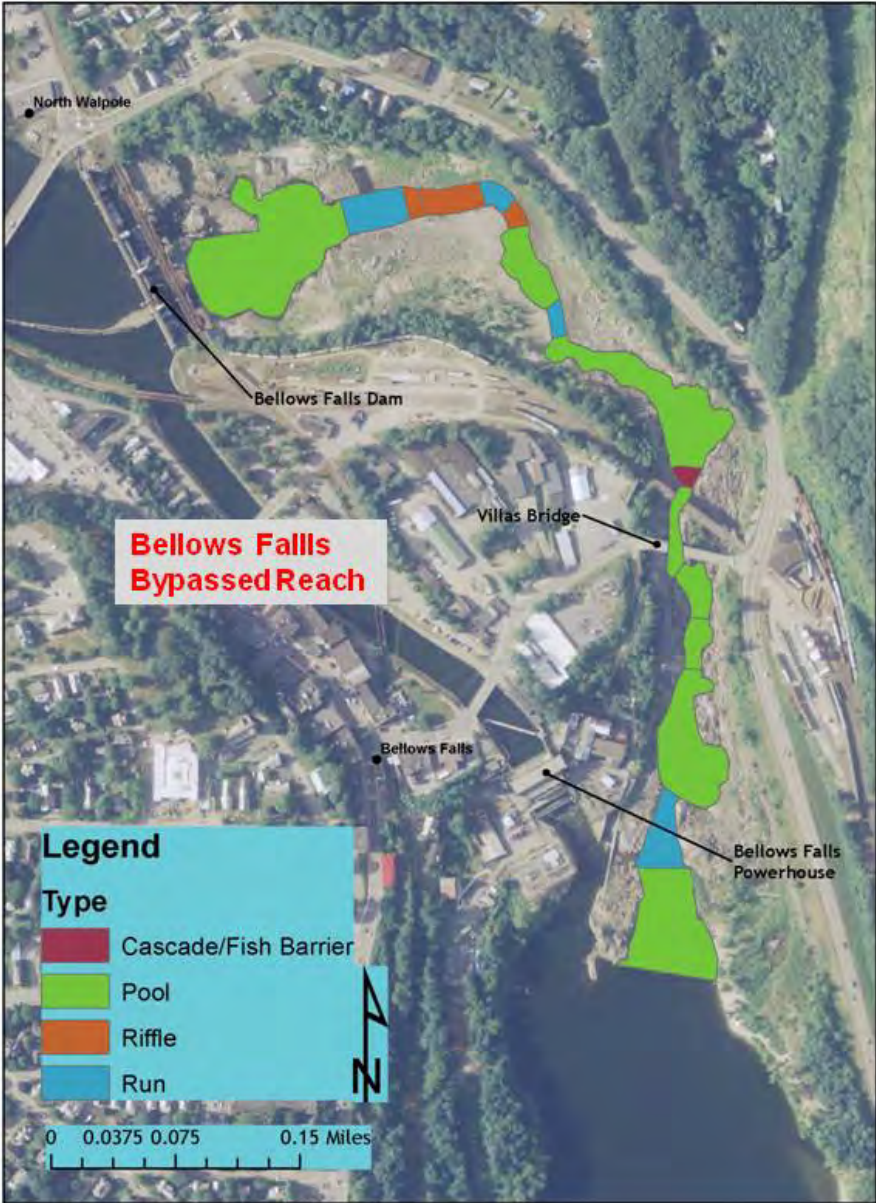 North Walpole
Bellows Falls Dam
Villas Bridge
Bellows Fallls
Bypassed Reach
Bellows Falls
Bellows Falls
Powerhouse
Legend
Type
Cascade/Fish Barrier
Pool
Riffle
Run
N
0 0.0375 0.075 0.15 Miles